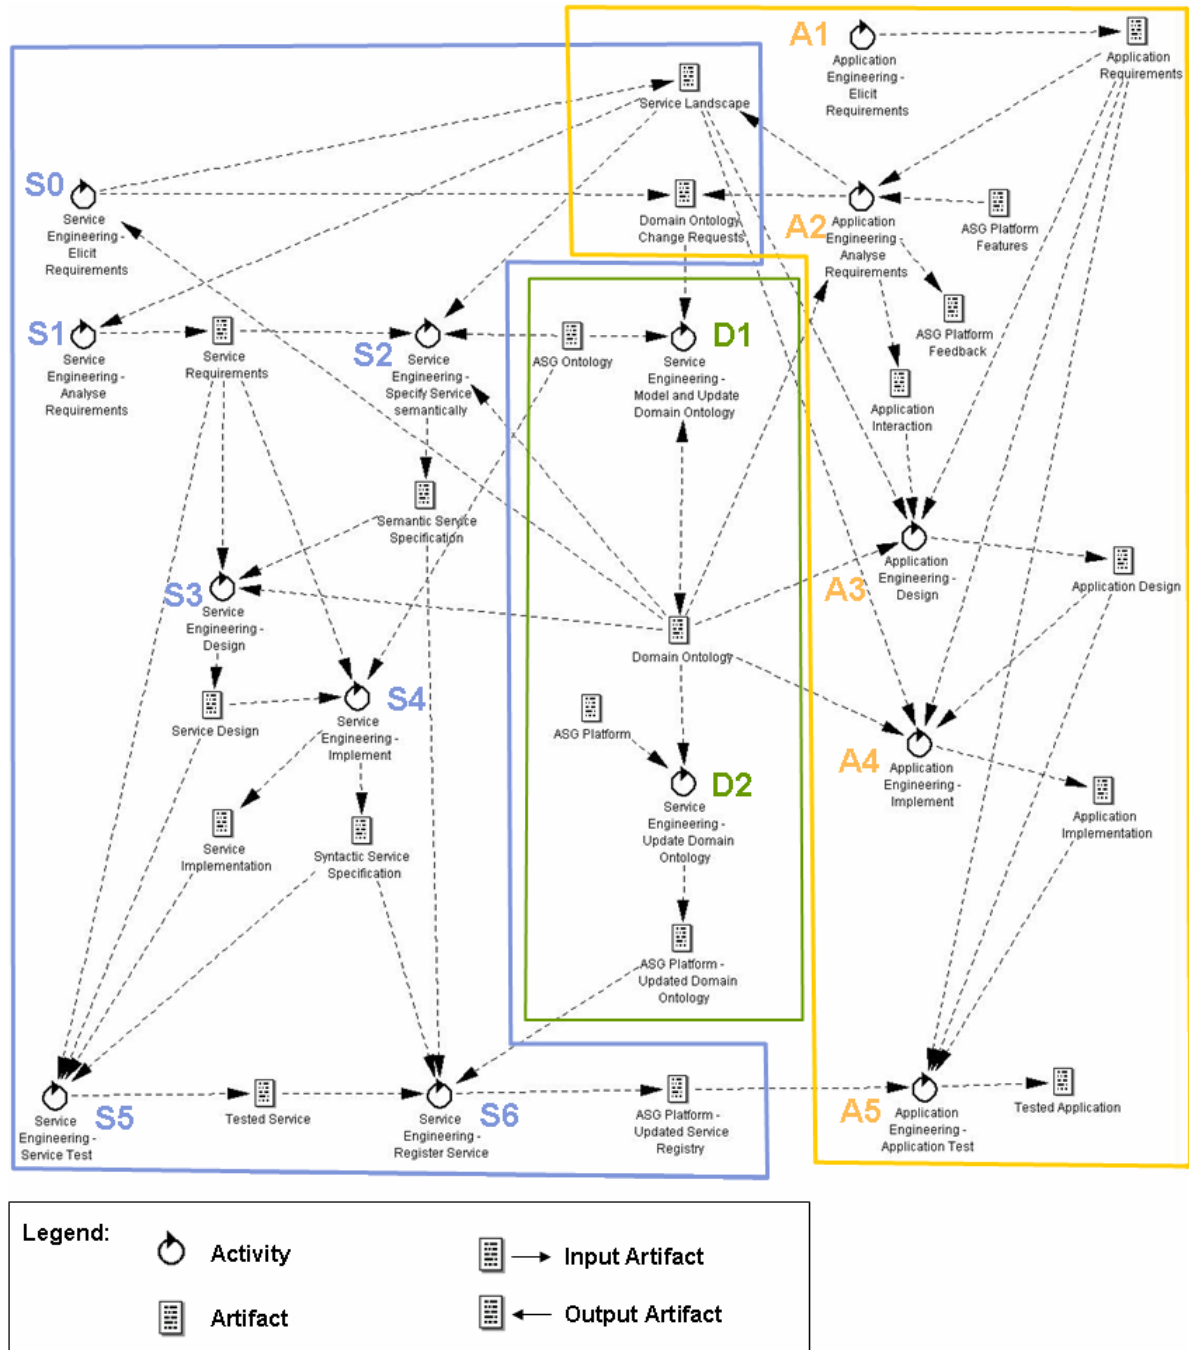 A1
Application
Engineering -
Elicit
Requirements
Application
Requirements
Service Landscape
S0
Service
Engineering -
Elicit
Requirements
Domain Ontology
Change Requests
A2
Application
Engineering -
Analyse
Requirements
ASG Platform
Features
ASG Platform
Feedback
S1
Service
Engineering -
Analyse
Requirements
Service
Requirements
S2
Service
Engineering -
Specify Service
semantically
ASG Ontology
D1
Service
Engineering -
Model and Update
Domain Ontology
Application
Interaction
Semantic Service
Specification
S3
Service
Engineering -
Design
A3
Application
Engineering -
Design
Application Design
Domain Ontology
Service Design
S4
Service
Engineering -
Implement
ASG Platform
D2
Service
Engineering -
Update Domain
Ontology
A4
Application
Engineering -
Implement
Application
Implementation
Service
Implementation
Syntactic Service
Specification
ASG Platform -
Updated Domain
Ontology
S5
Service
Engineering -
Service Test
Tested Service
S6
Service
Engineering -
Register Service
ASG Platform -
Updated Service
Registry
A5
Application
Engineering -
Application Test
Tested Application
Legend:
Activity
Input Artifact
Artifact
Output Artifact